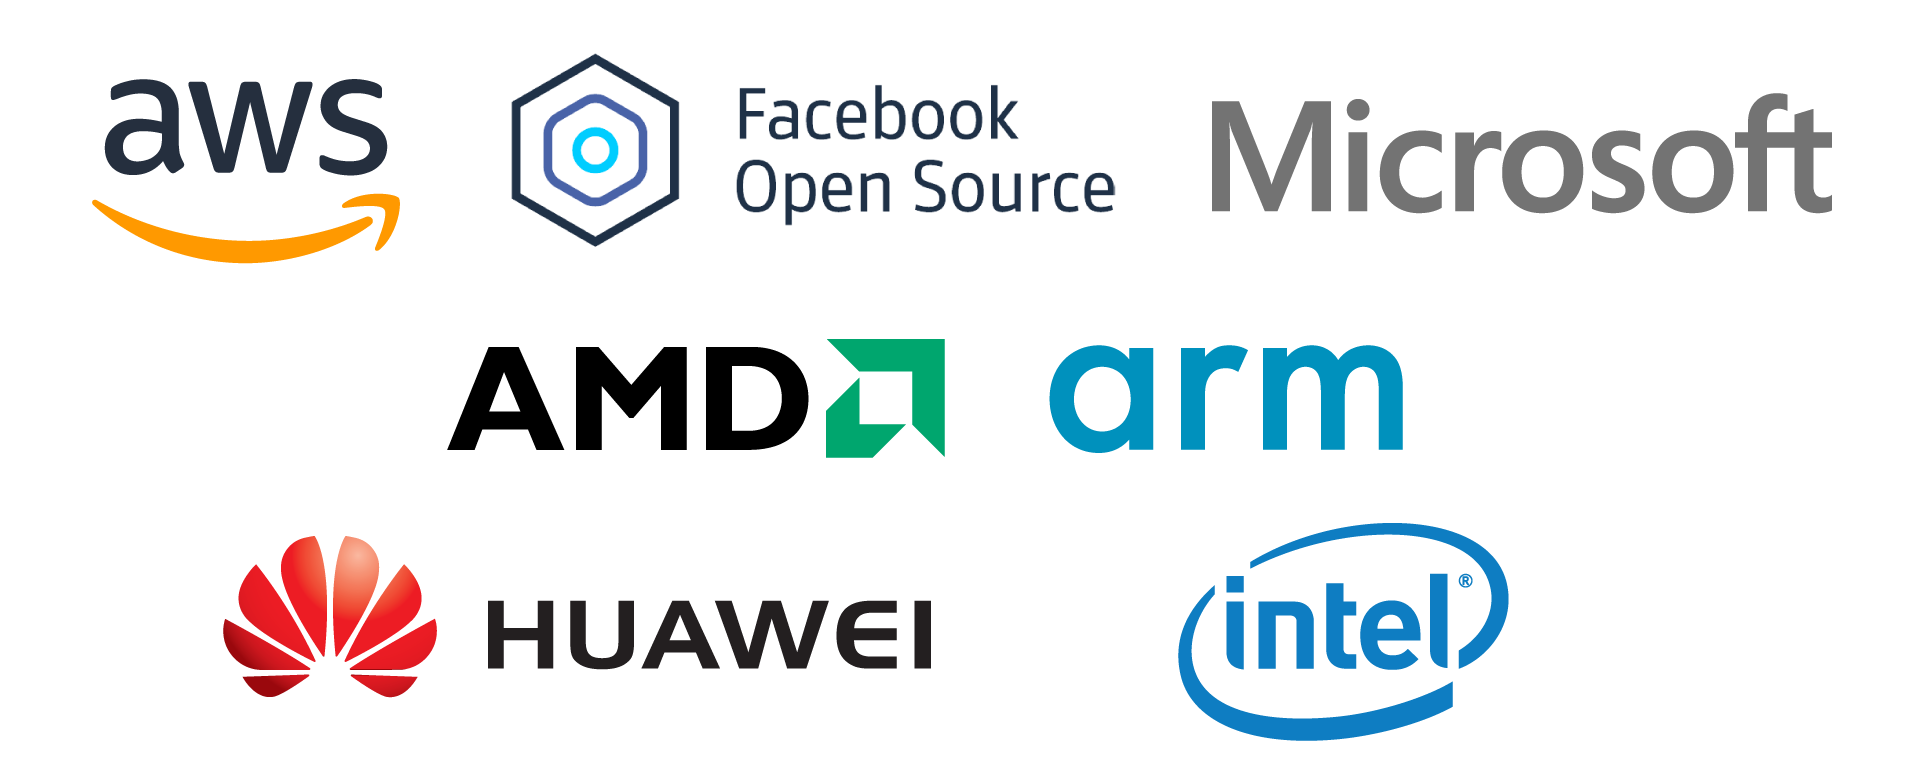 aws
Facebook
Open Source
Microsoft
AMD
arm
HUAWEI
intel®